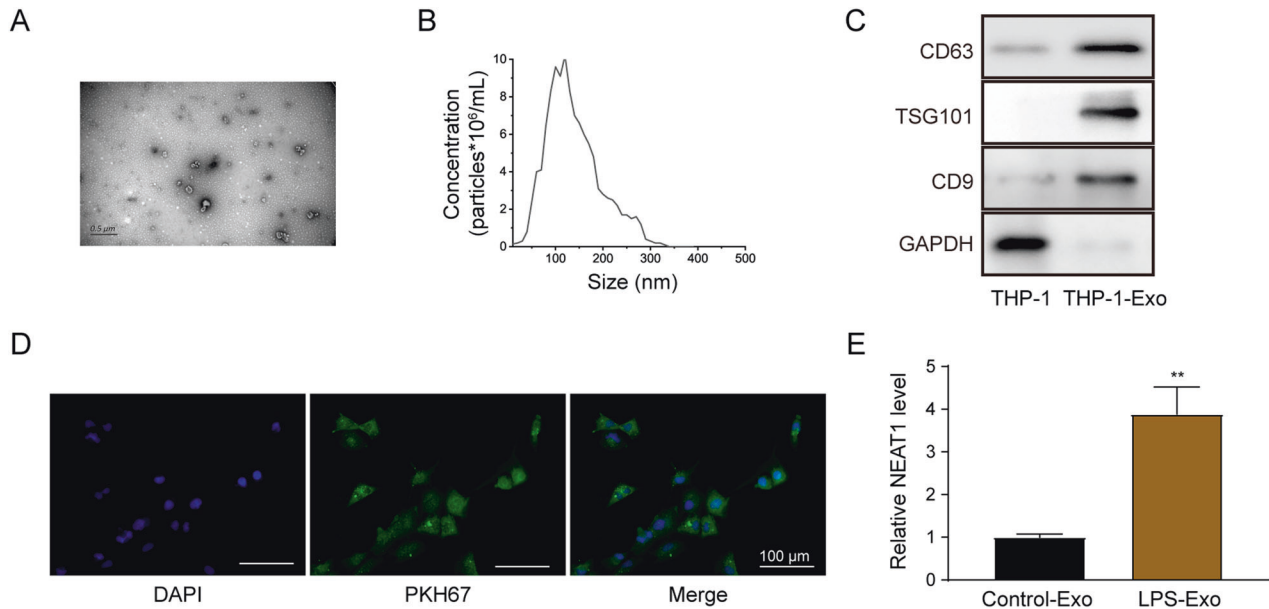 A
0.5 µm
B
Concentration
(particles*10⁶/mL)
10
8
6
4
2
0
100
200
300
400
500
Size (nm)
C
CD63
TSG101
CD9
GAPDH
THP-1
THP-1-Exo
D
100 µm
DAPI
PKH67
Merge
E
Relative NEAT1 level
5
4
3
2
1
0
**
Control-Exo
LPS-Exo